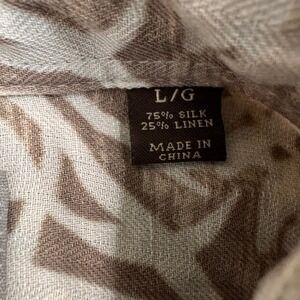 L/G
75% SILK
25% LINEN
MADE IN
CHINA